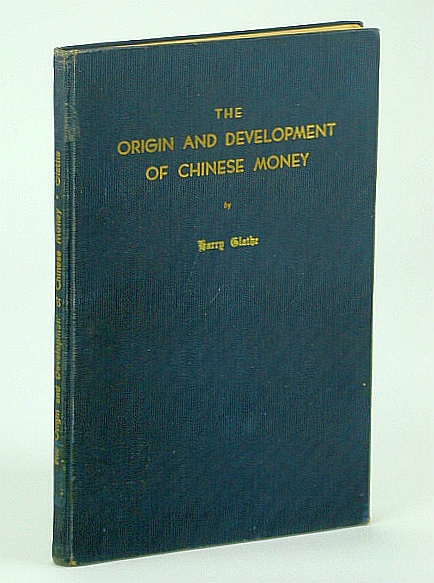 THE
ORIGIN AND DEVELOPMENT
OF CHINESE MONEY
by
Harry Glathe
The Origin and Development of Chinese Money - Glathe